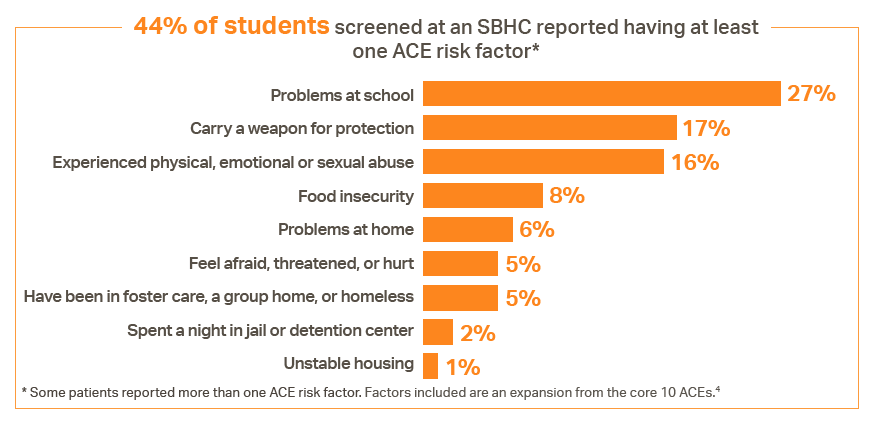 44% of students screened at an SBHC reported having at least
one ACE risk factor*
Problems at school 27%
Carry a weapon for protection 17%
Experienced physical, emotional or sexual abuse 16%
Food insecurity 8%
Problems at home 6%
Feel afraid, threatened, or hurt 5%
Have been in foster care, a group home, or homeless 5%
Spent a night in jail or detention center 2%
Unstable housing 1%
* Some patients reported more than one ACE risk factor. Factors included are an expansion from the core 10 ACEs.⁴